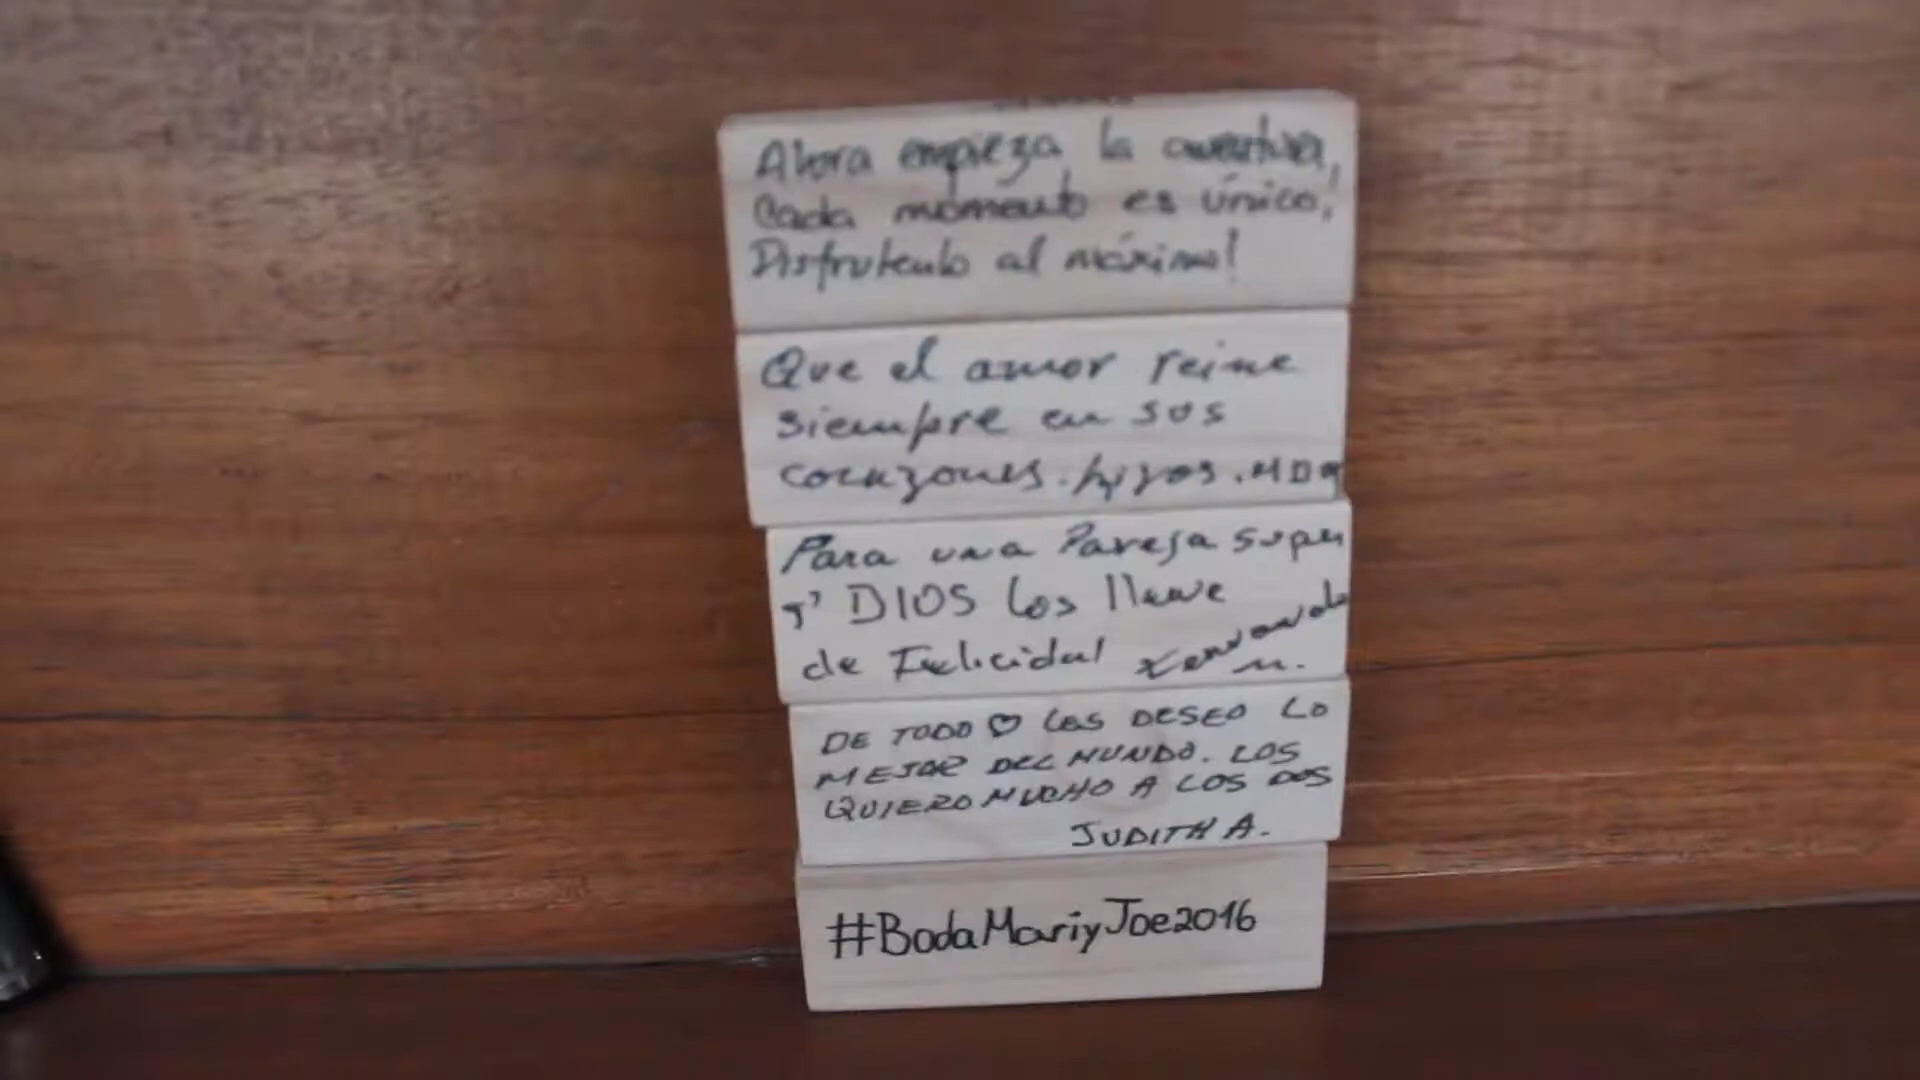 Ahora empieza la aventura,
Cada momento es único,
Disfrutenlo al máximo!
Que el amor reine
siempre en sus
corazones. hijos. MDQ
Para una Pareja super
y' DIOS los llene
de Felicidad
DE TODO ♡ LES DESEO LO
MEJOR DEL MUNDO. LOS
QUIERO MUCHO A LOS DOS
JUDITH A.
#BodaMariyJoe2016